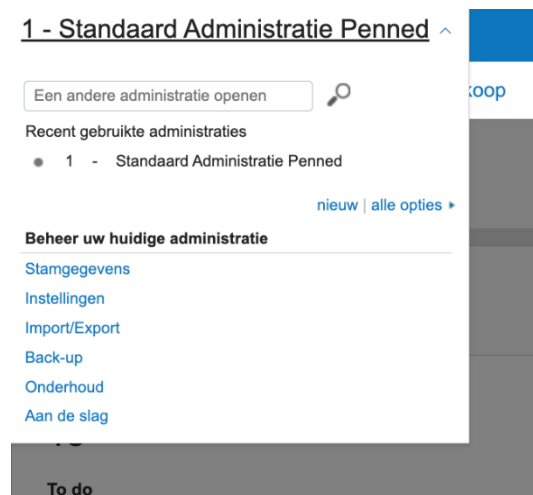 1 - Standaard Administratie Penned
Een andere administratie openen
koop
Recent gebruikte administraties
1 - Standaard Administratie Penned
nieuw | alle opties
Beheer uw huidige administratie
Stamgegevens
Instellingen
Import/Export
Back-up
Onderhoud
Aan de slag
To do